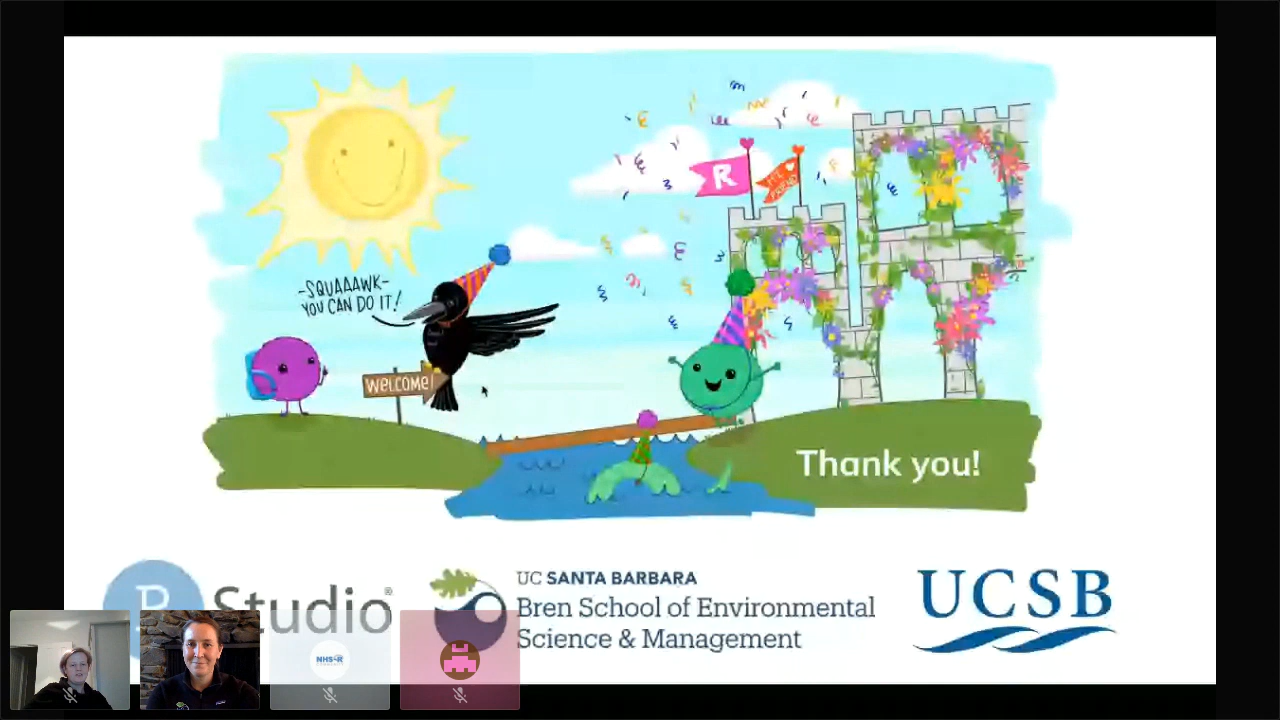 R
-SQUAAAWK-
YOU CAN DO IT!
WELCOME!
Thank you!
R Studio®
UC SANTA BARBARA
Bren School of Environmental
Science & Management
UCSB
NHS-R